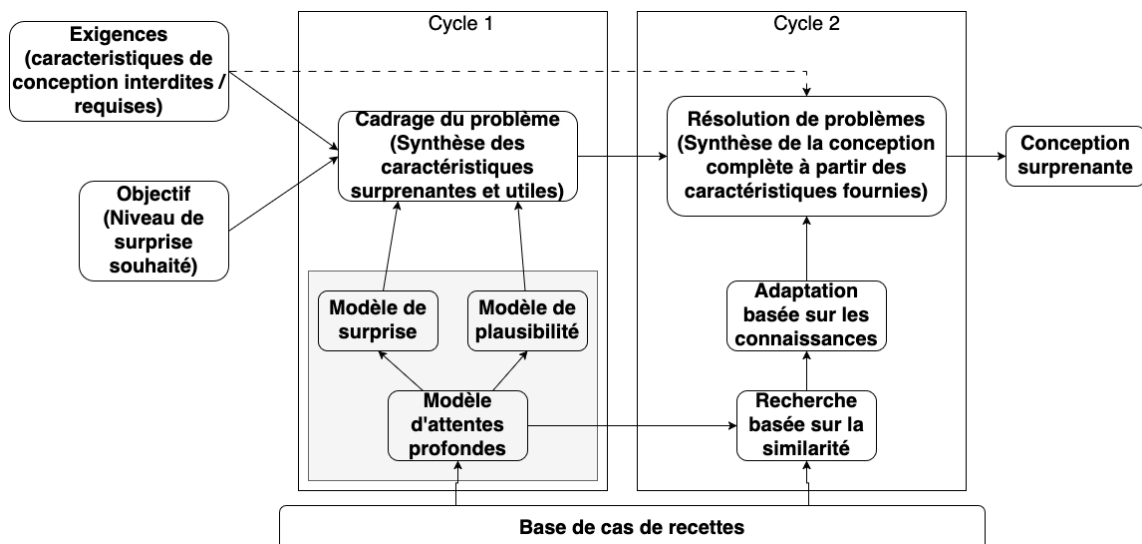 Cycle 1
Cycle 2
Exigences
(caracteristiques de
conception interdites /
requises)
Cadrage du problème
(Synthèse des
caractéristiques
surprenantes et utiles)
Résolution de problèmes
(Synthèse de la conception
complète à partir des
caractéristiques fournies)
Conception
surprenante
Objectif
(Niveau de
surprise
souhaité)
Modèle de
surprise
Modèle de
plausibilité
Adaptation
basée sur les
connaissances
Modèle
d'attentes
profondes
Recherche
basée sur la
similarité
Base de cas de recettes